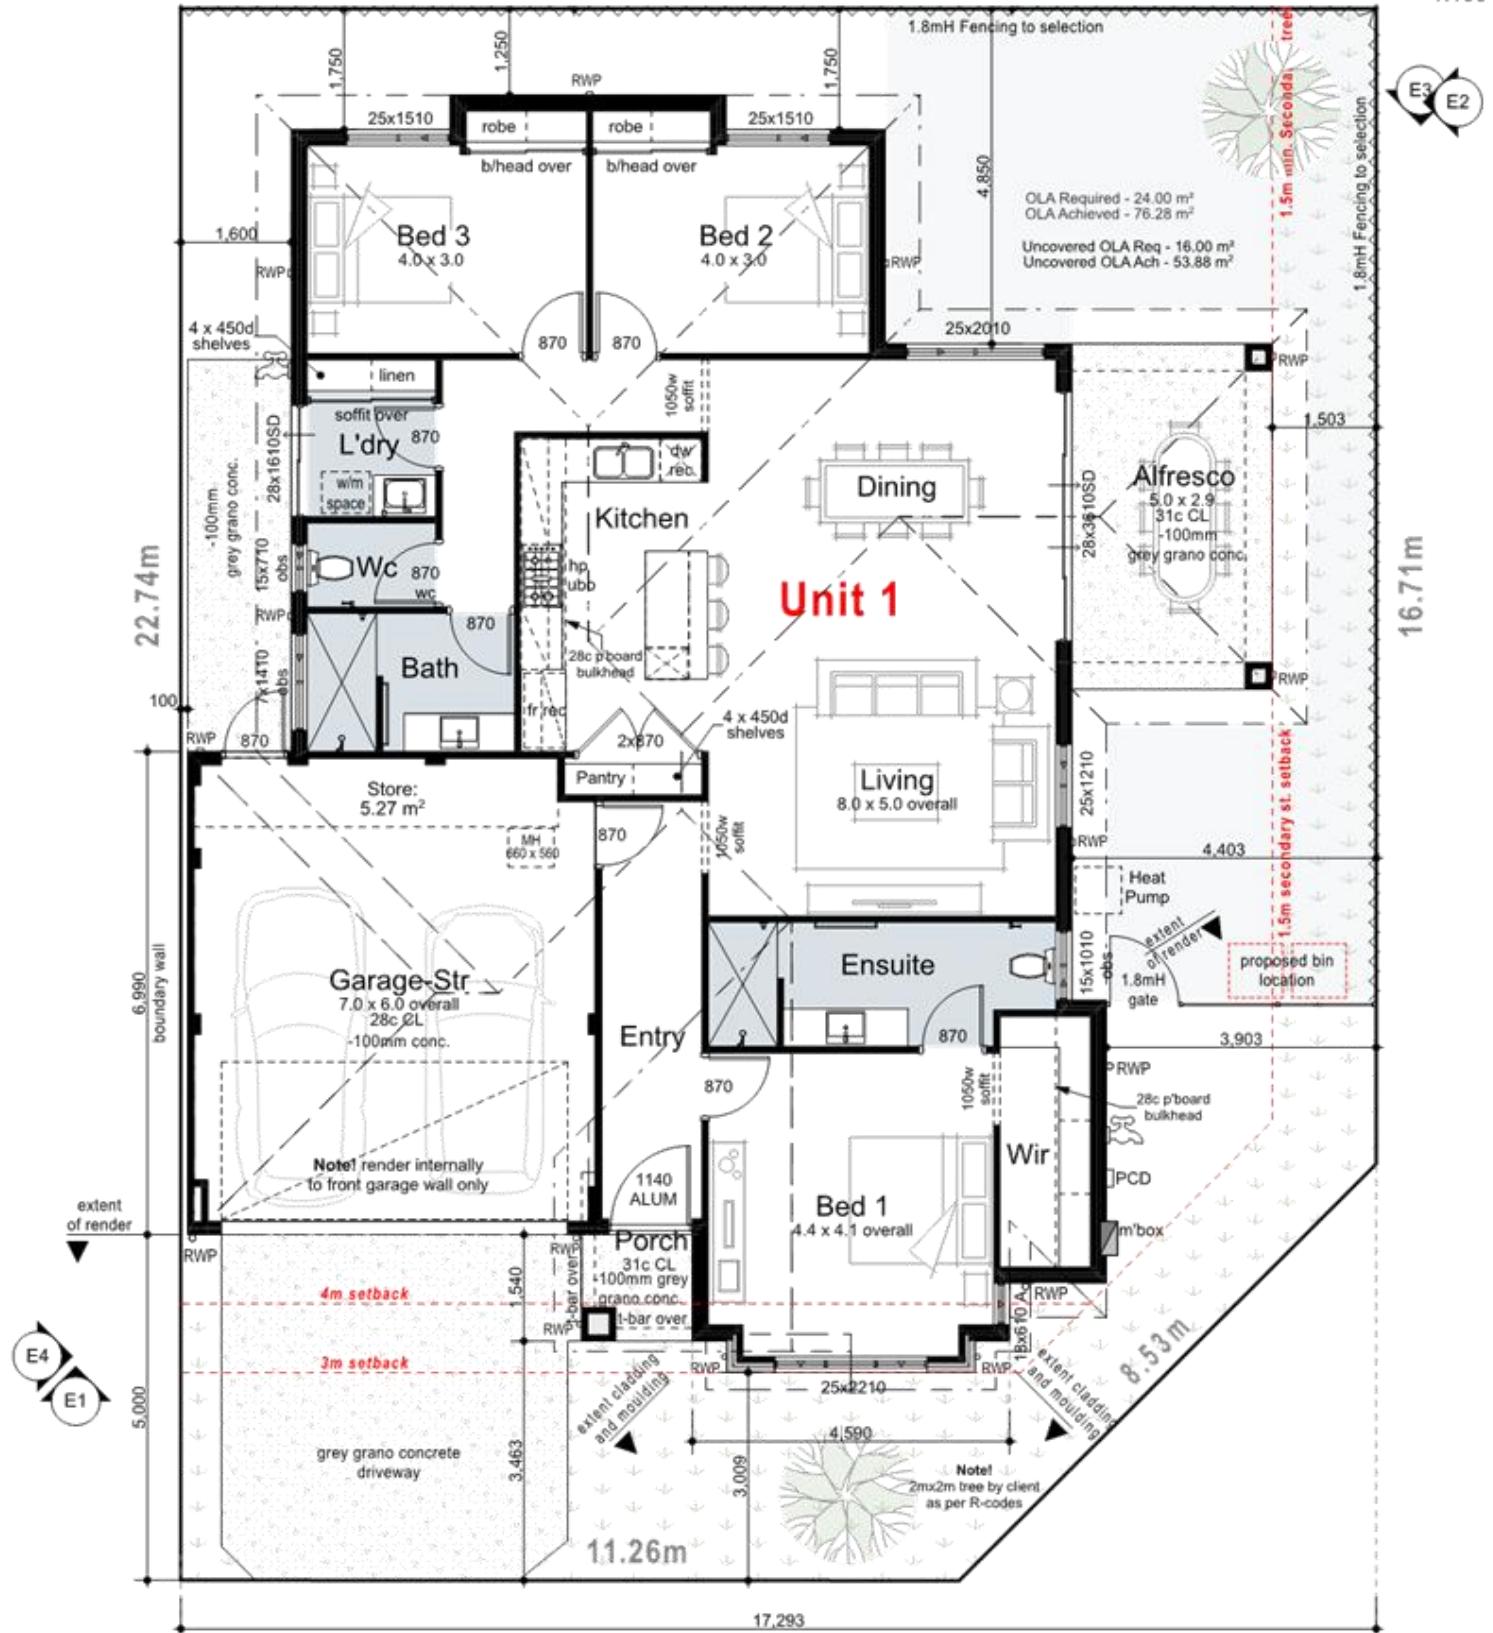 1.8mH Fencing to selection
1.5m min. Seconda
tree
1,750
1,250
1,750
RWP
E3
E2
25x1510
robe
robe
25x1510
b/head over
b/head over
1.8mH Fencing to selection
4,850
OLA Required - 24.00 m²
OLA Achieved - 76.28 m²
Uncovered OLA Req - 16.00 m²
Uncovered OLA Ach - 53.88 m²
1,600
Bed 3
4.0 x 3.0
Bed 2
4.0 x 3.0
RWP
RWP
4 x 450d
shelves
870
870
25x2010
RWP
linen
1050w
soffit
1,503
soffit over
L'dry
870
28x1610SD
w/m
space
dw
rec.
Kitchen
Dining
28x3610SD
Alfresco
5.0 x 2.9
31c CL
-100mm
grey grano conc.
-100mm
grey grano conc.
22.74m
16.71m
15x710
obs
Wc
870
wc
hp
ubo
Unit 1
RWP
870
28c p'board
bulkhead
Bath
7x1410
obs
RWP
100
fr rec
RWP
870
2x870
4 x 450d
shelves
Pantry
Store:
5.27 m²
Living
8.0 x 5.0 overall
25x1210
1.5m secondary st. setback
MH
660 x 560
870
1050w
soffit
RWP
4,403
Heat
Pump
extent
of render
6,990
boundary wall
Garage-Str
7.0 x 6.0 overall
28c CL
-100mm conc.
Ensuite
15x1010
obs
1.8mH
gate
proposed bin
location
Entry
870
3,903
870
1050w
soffit
RWP
28c p'board
bulkhead
Wir
Note! render internally
to front garage wall only
1140
ALUM
Bed 1
4.4 x 4.1 overall
PCD
m'box
extent
of render
RWP
RWP
Porch
31c CL
-100mm grey
grano conc.
t-bar over
t-bar over
1,540
4m setback
RWP
RWP
18x610 A
E4
E1
3m setback
RWP
RWP
25x2210
8.53m
extent cladding
and moulding
extent cladding
and moulding
5,000
4,590
grey grano concrete
driveway
3,463
3,009
Note!
2mx2m tree by client
as per R-codes
11.26m
17,293